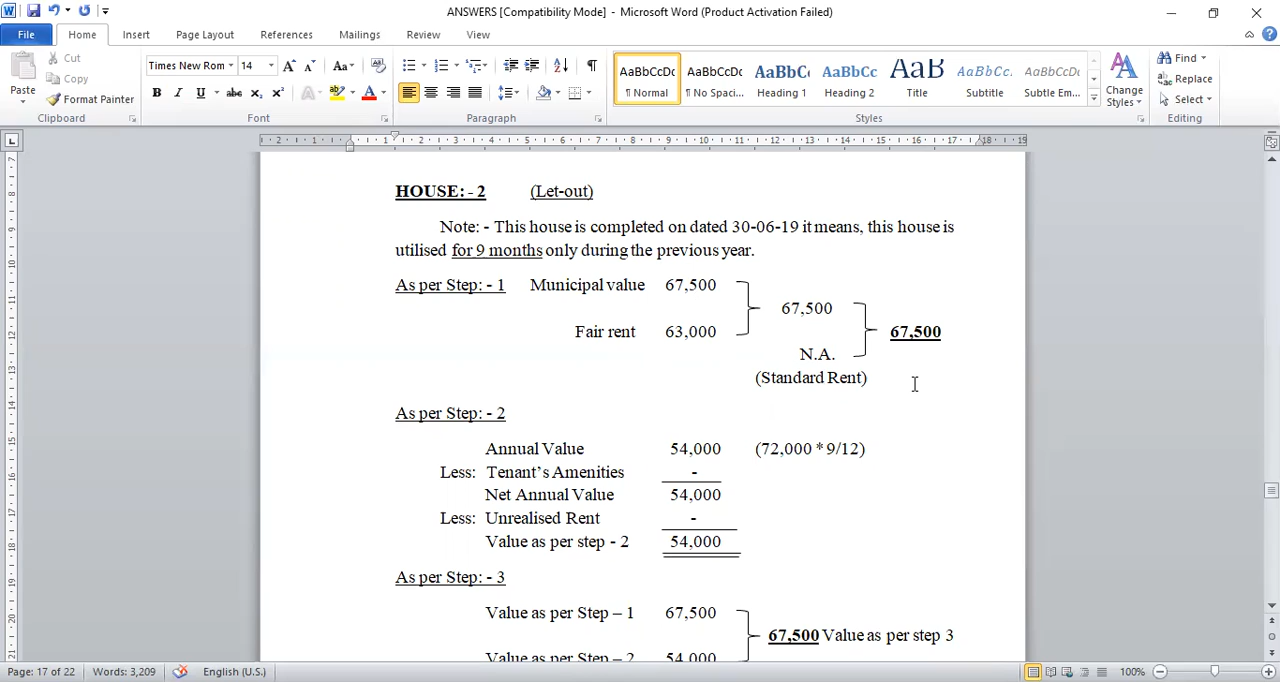 ANSWERS [Compatibility Mode] - Microsoft Word (Product Activation Failed)
File Home Insert Page Layout References Mailings Review View
Paste Cut Copy Format Painter Clipboard
Times New Rom 14 Font
Paragraph
AaBbCcDc ¶ Normal AaBbCcDc ¶ No Spaci... AaBbC Heading 1 AaBbCc Heading 2 AaB Title AaBbCc. Subtitle AaBbCcDc Subtle Em... Change Styles Styles
Find Replace Select Editing
HOUSE: - 2 (Let-out)
Note: - This house is completed on dated 30-06-19 it means, this house is
utilised for 9 months only during the previous year.
As per Step: - 1 Municipal value 67,500
67,500
Fair rent 63,000 67,500
N.A.
(Standard Rent)
As per Step: - 2
Annual Value 54,000 (72,000 * 9/12)
Less: Tenant’s Amenities -
Net Annual Value 54,000
Less: Unrealised Rent -
Value as per step - 2 54,000
As per Step: - 3
Value as per Step – 1 67,500
67,500 Value as per step 3
Value as per Step – 2 54,000
Page: 17 of 22 Words: 3,209 English (U.S.) 100%